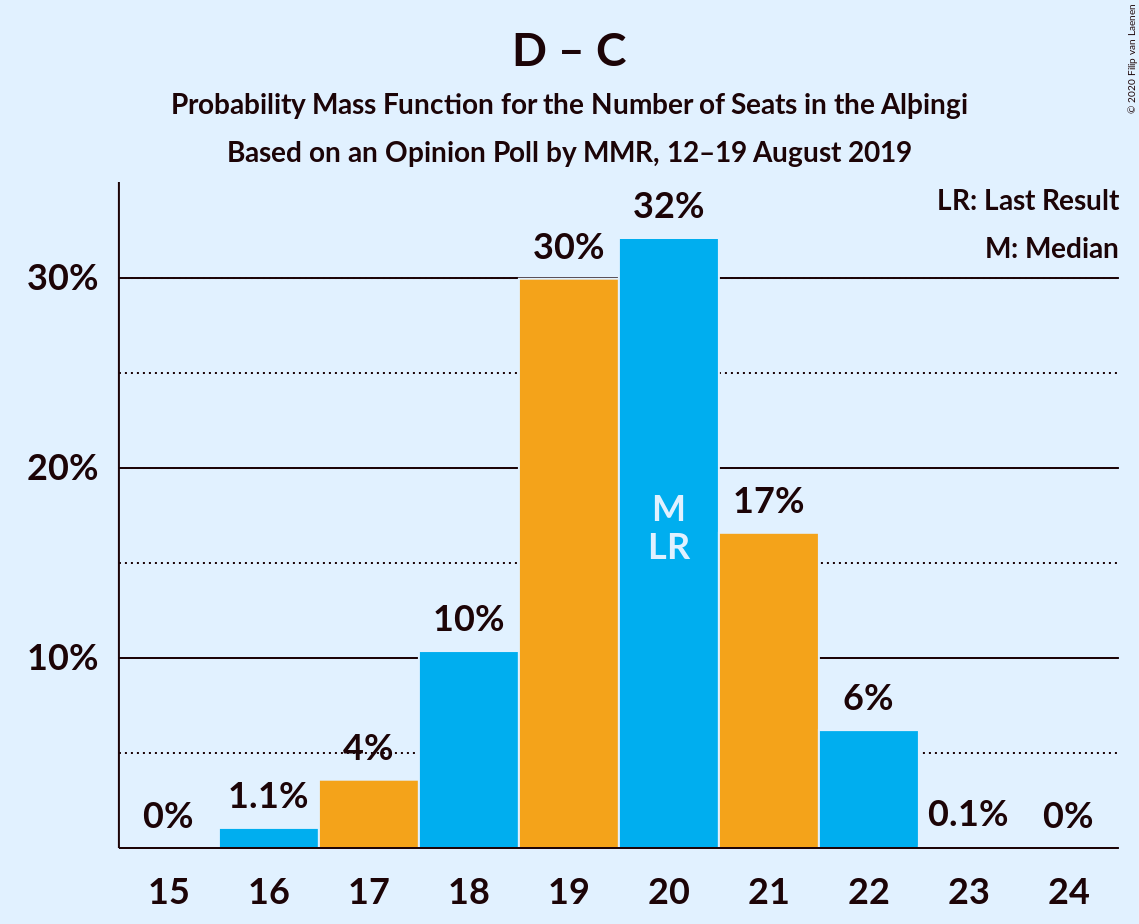 D – C
Probability Mass Function for the Number of Seats in the Alþingi
Based on an Opinion Poll by MMR, 12–19 August 2019
© 2020 Filip van Laenen
LR: Last Result
M: Median
30%
20%
10%
0%
1.1%
4%
10%
30%
32%
17%
6%
0.1%
0%
M
LR
15 16 17 18 19 20 21 22 23 24